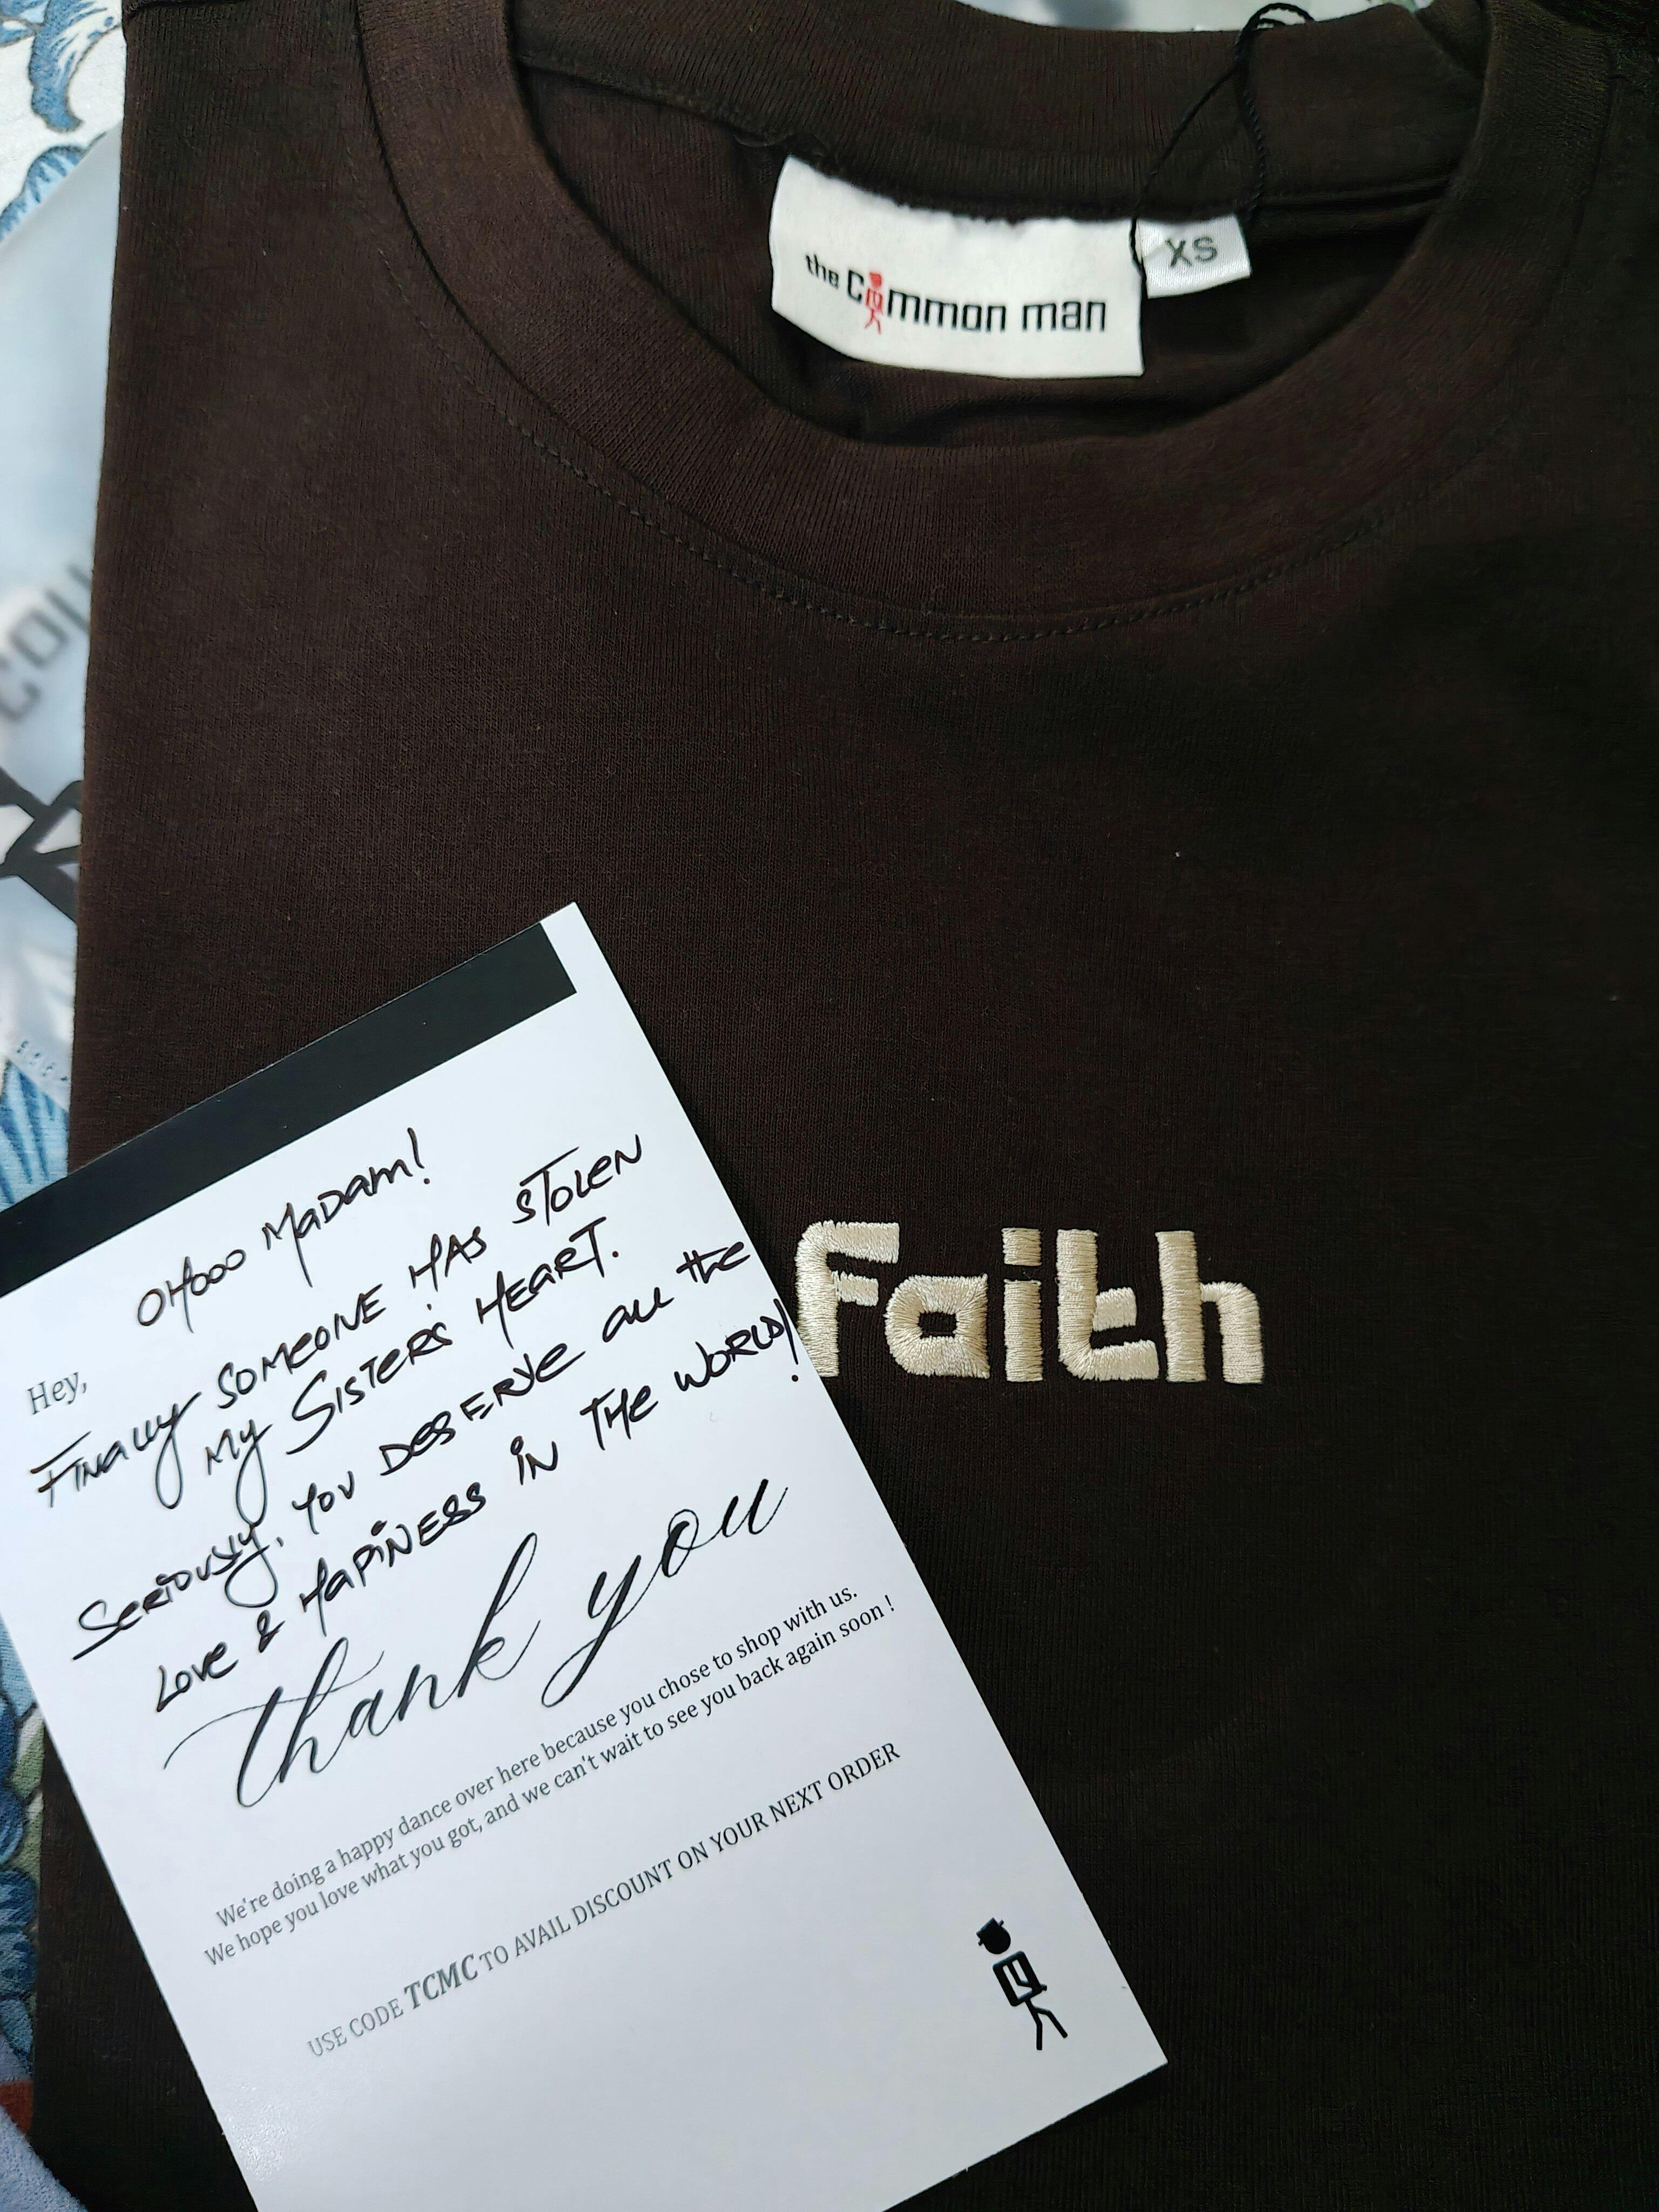 the Common man
XS
COLL
Faith
OHooo Madam!
Hey,
Finally someone has stolen
my Sisters Heart.
Seriously, you deserve all the
Love & Hapiness in the world!
thank you
We're doing a happy dance over here because you chose to shop with us.
We hope you love what you got, and we can't wait to see you back again soon !
USE CODE TCMC TO AVAIL DISCOUNT ON YOUR NEXT ORDER